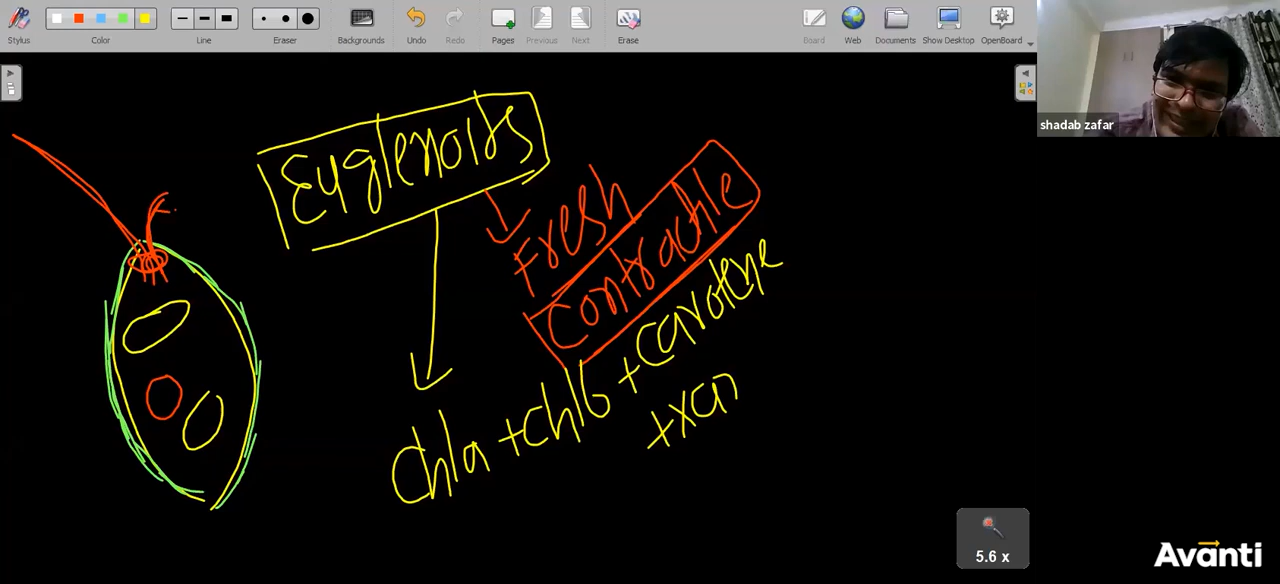 Stylus
Color
Line
Eraser
Backgrounds
Undo
Redo
Pages
Previous
Next
Erase
Board
Web
Documents
Show Desktop
OpenBoard
shadab zafar
Euglenoids
Fresh
Contractile
chla + chlb + carotene
+ xan
5.6 x
Avanti